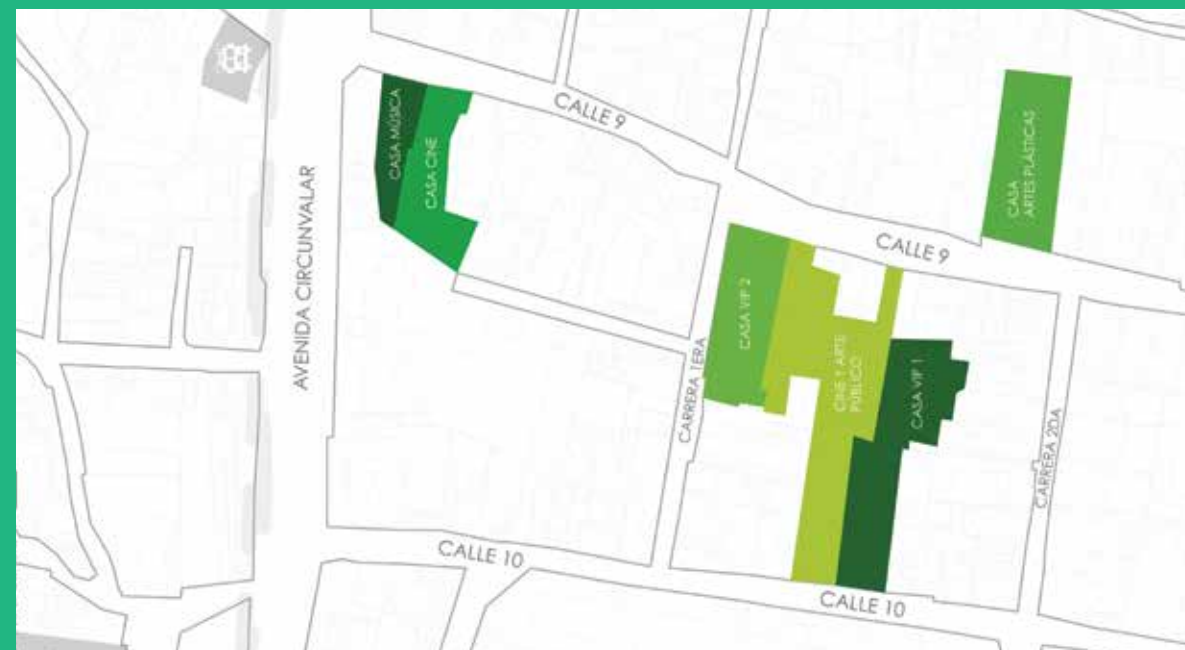 CALLE 9
CASA MÚSICA
CASA CINE
AVENIDA CIRCUNVALAR
CASA
ARTES PLÁSTICAS
CALLE 9
CASA VIP 2
CARRERA 1ERA
CINE Y ARTE
PÚBLICO
CASA VIP 1
CARRERA 2DA
CALLE 10
CALLE 10